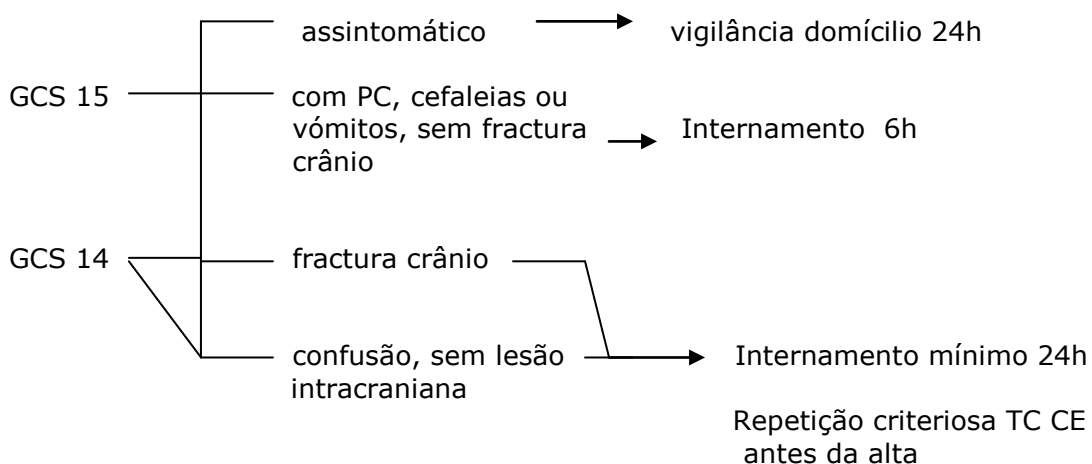 assintomático
vigilância domícilio 24h
GCS 15
com PC, cefaleias ou
vómitos, sem fractura
crânio
Internamento 6h
GCS 14
fractura crânio
confusão, sem lesão
intracraniana
Internamento mínimo 24h
Repetição criteriosa TC CE
antes da alta